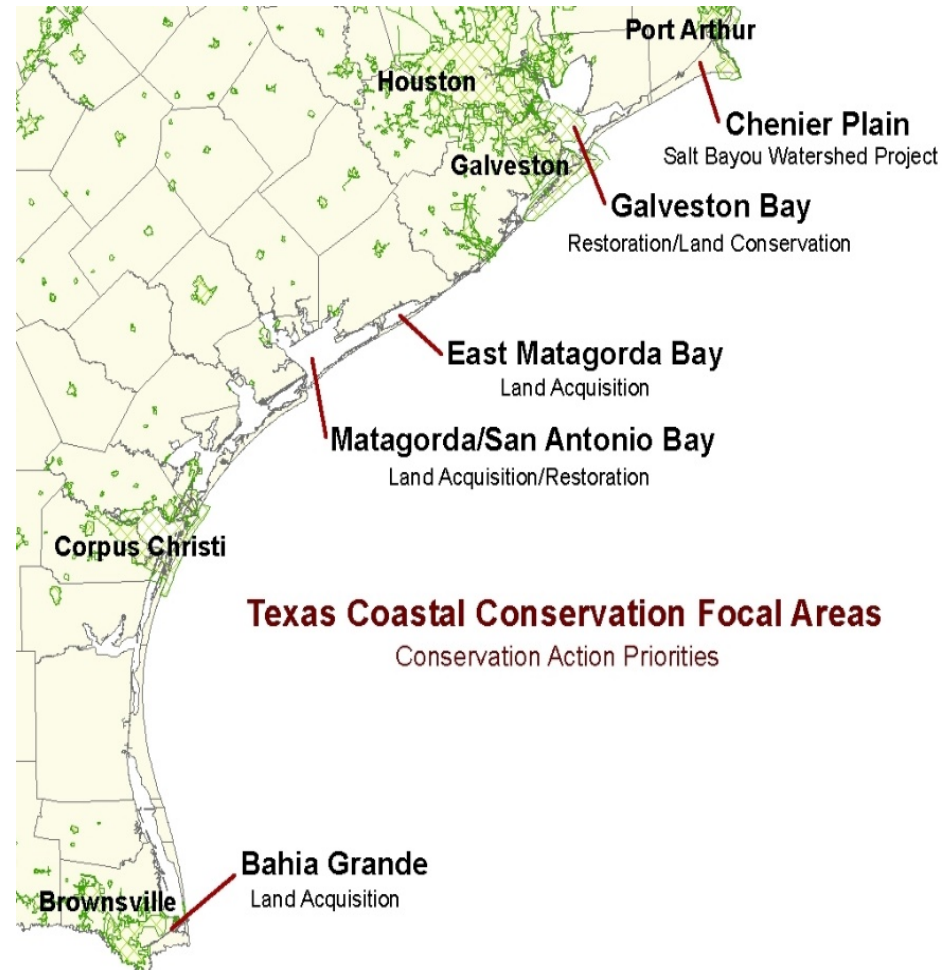 Port Arthur
Houston
Chenier Plain
Salt Bayou Watershed Project
Galveston
Galveston Bay
Restoration/Land Conservation
East Matagorda Bay
Land Acquisition
Matagorda/San Antonio Bay
Land Acquisition/Restoration
Corpus Christi
Texas Coastal Conservation Focal Areas
Conservation Action Priorities
Bahia Grande
Land Acquisition
Brownsville